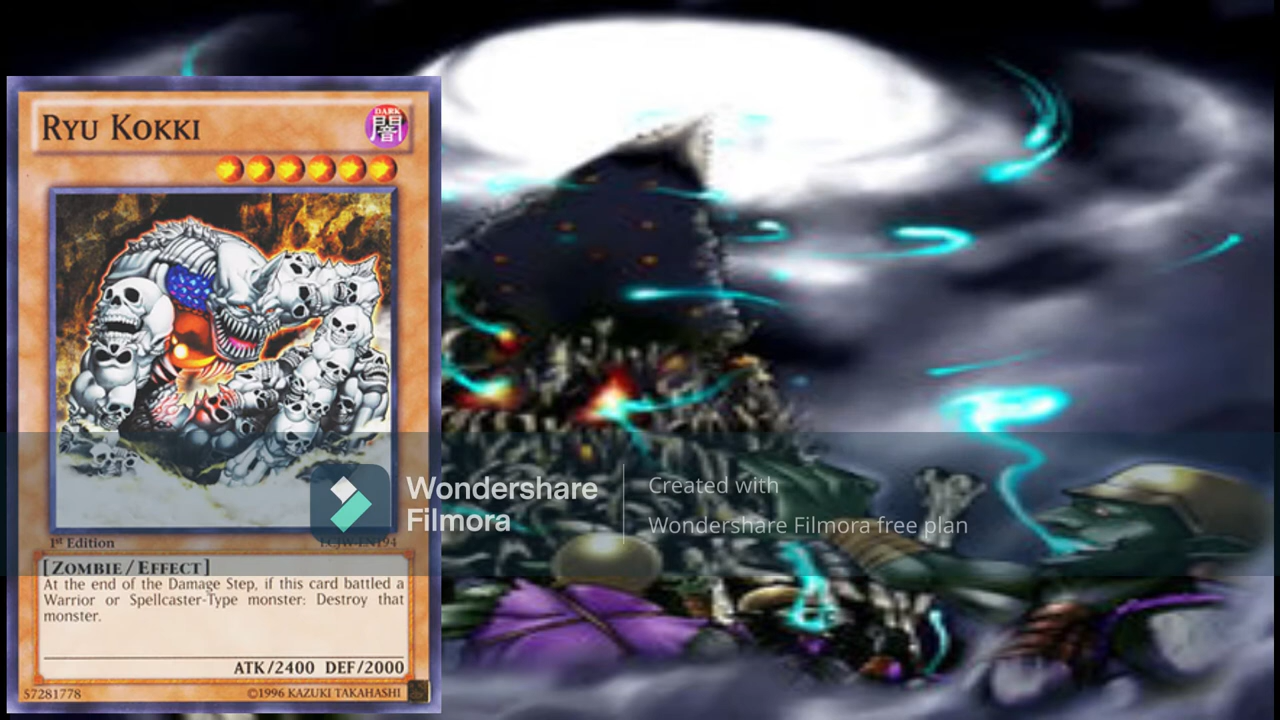 RYU KOKKI
DARK
闇
1st Edition
LCJW-EN194
[ZOMBIE/EFFECT]
At the end of the Damage Step, if this card battled a
Warrior or Spellcaster-Type monster: Destroy that
monster.
ATK/2400 DEF/2000
57281778
©1996 KAZUKI TAKAHASHI
Wondershare
Filmora
Created with
Wondershare Filmora free plan